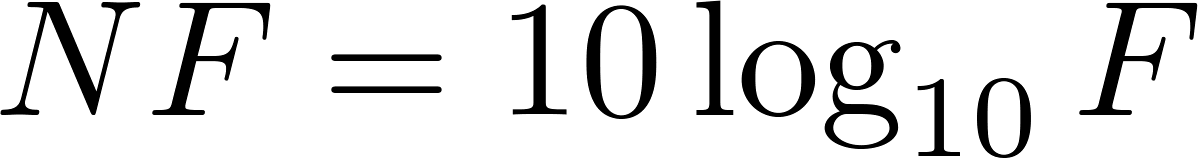 NF = 10 log₁₀ F